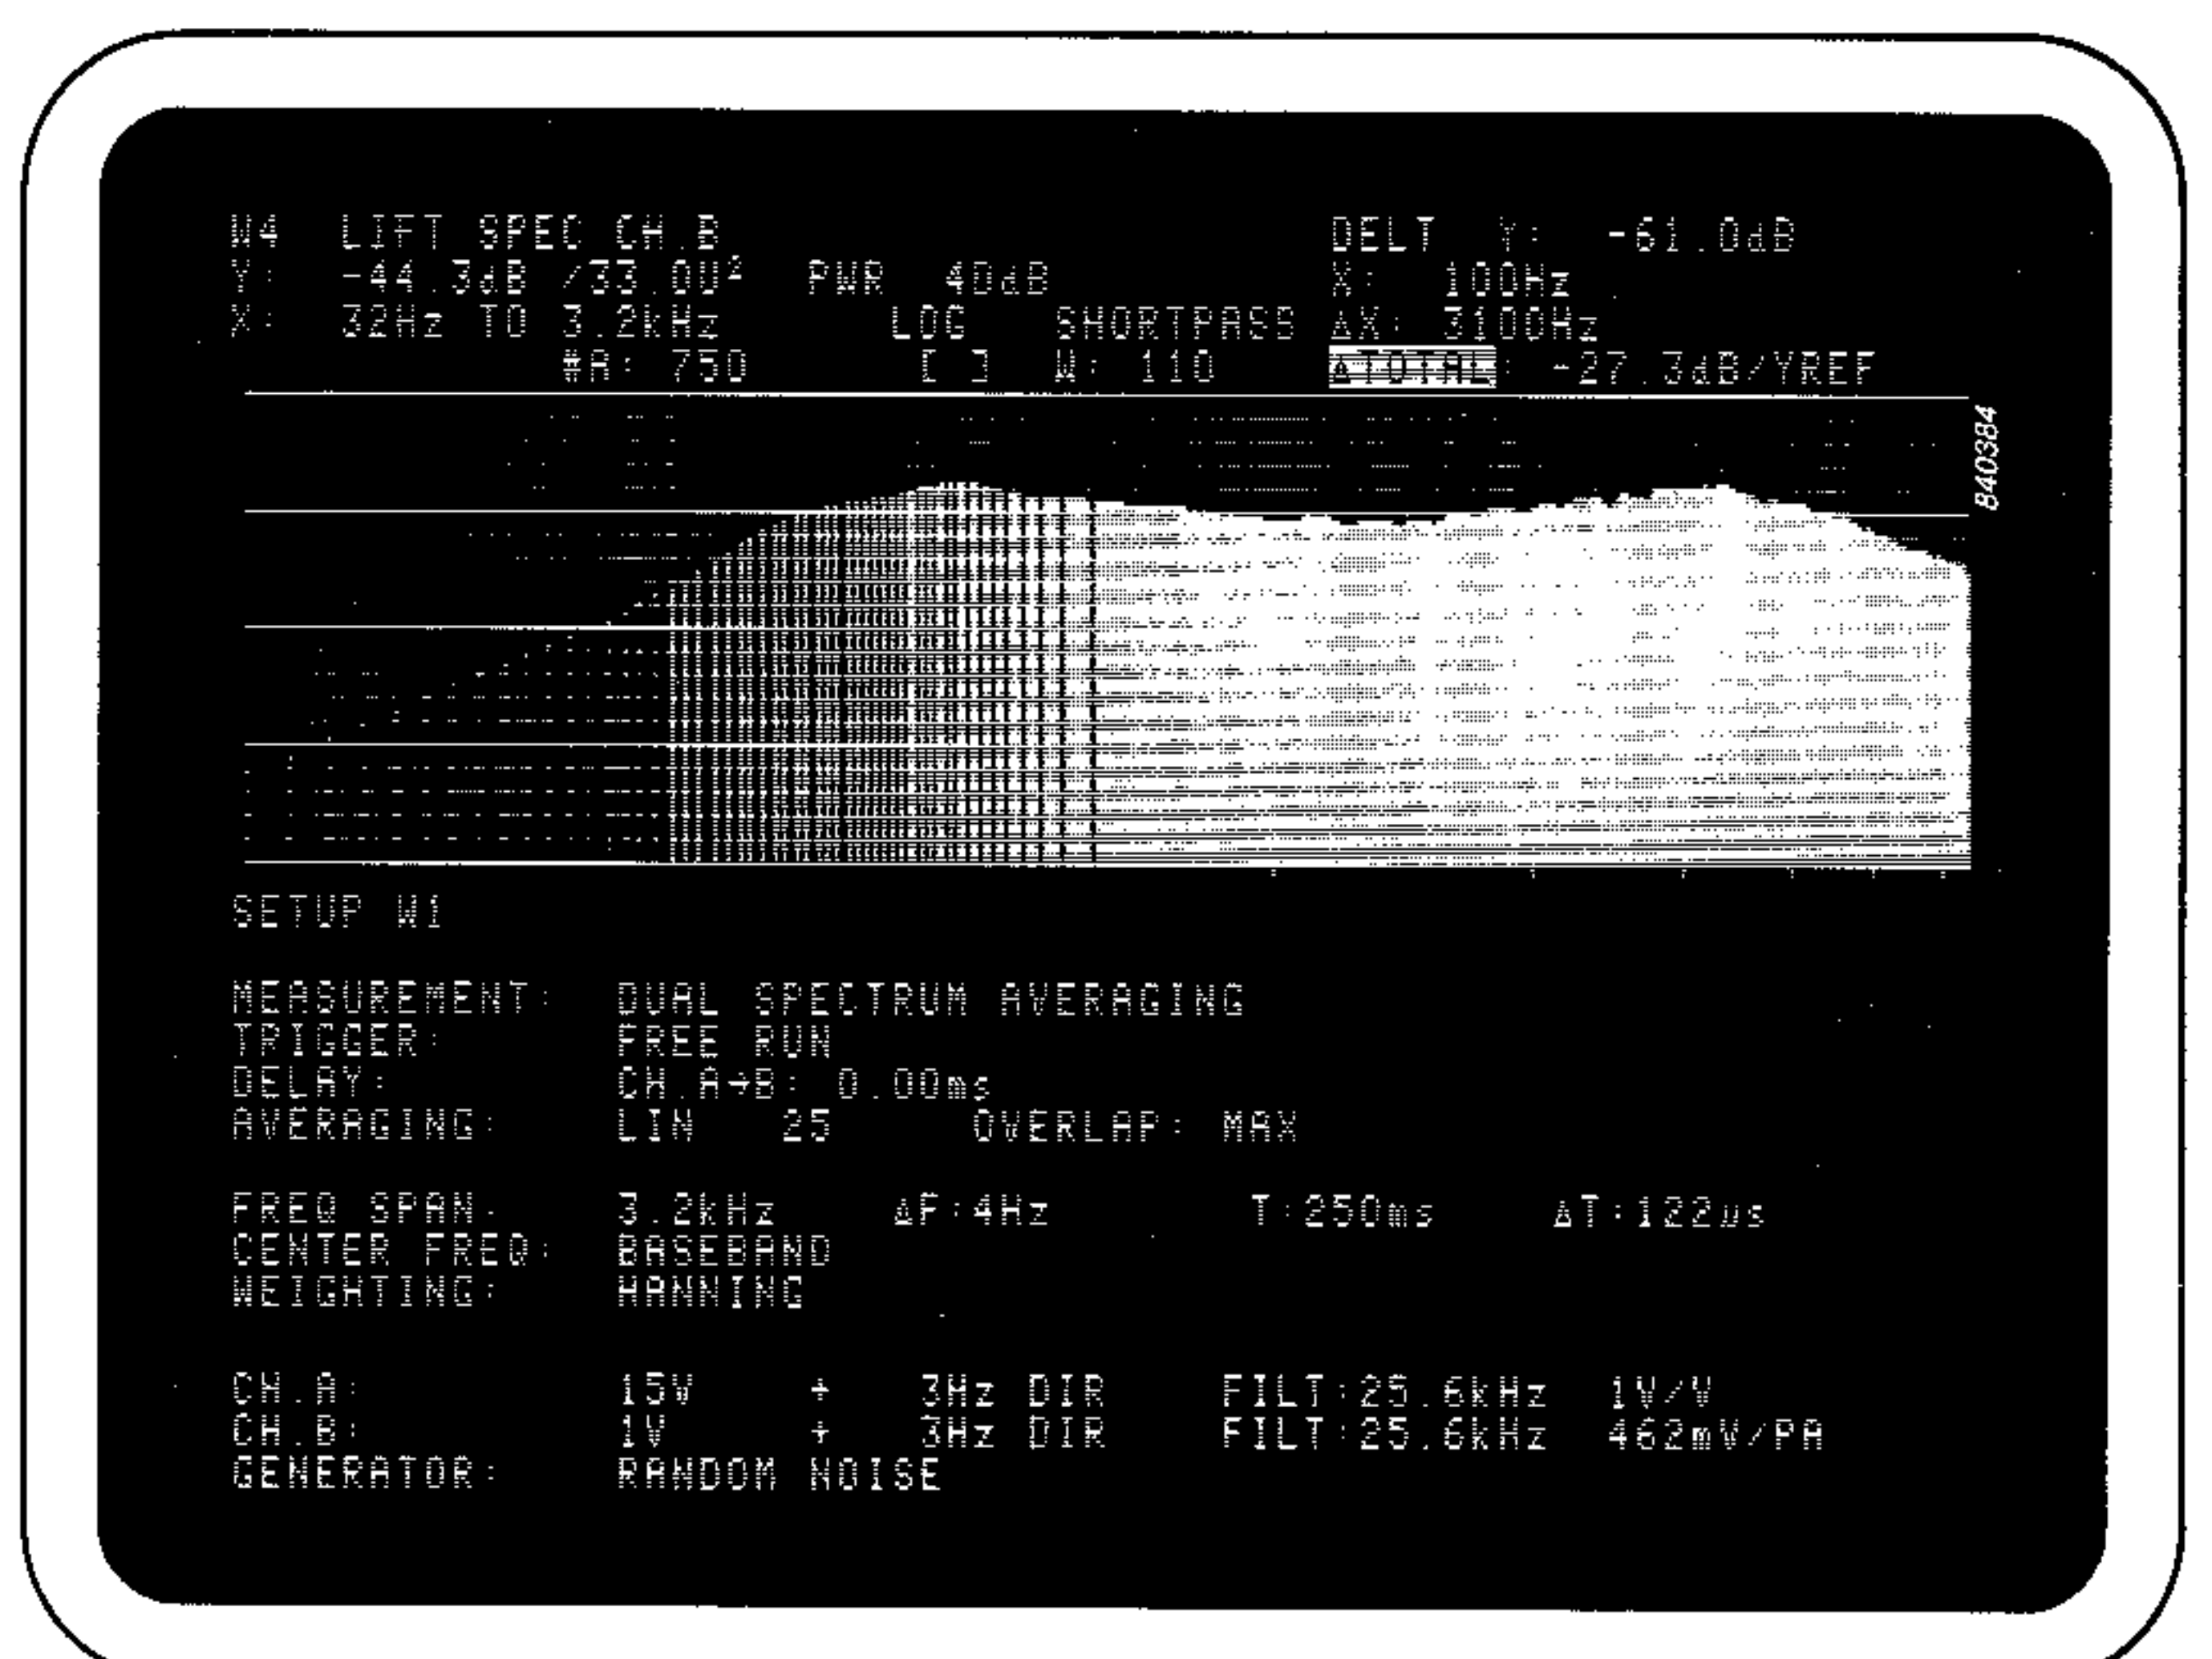 W4 LIFT SPEC CH.B DELT Y: -61.0dB
Y: -44.3dB /33.0U² PWR 40dB X: 100Hz
X: 32Hz TO 3.2kHz LOG SHORTPASS ΔX: 3100Hz
#A: 750 [ ] W: 110 ΔTOTAL: -27.3dB/YREF
840384
SETUP W1
MEASUREMENT: DUAL SPECTRUM AVERAGING
TRIGGER: FREE RUN
DELAY: CH.A→B: 0.00ms
AVERAGING: LIN 25 OVERLAP: MAX
FREQ SPAN: 3.2kHz ΔF:4Hz T:250ms ΔT:122µs
CENTER FREQ: BASEBAND
WEIGHTING: HANNING
CH.A: 15V + 3Hz DIR FILT:25.6kHz 1V/V
CH.B: 1V + 3Hz DIR FILT:25.6kHz 462mV/PA
GENERATOR: RANDOM NOISE